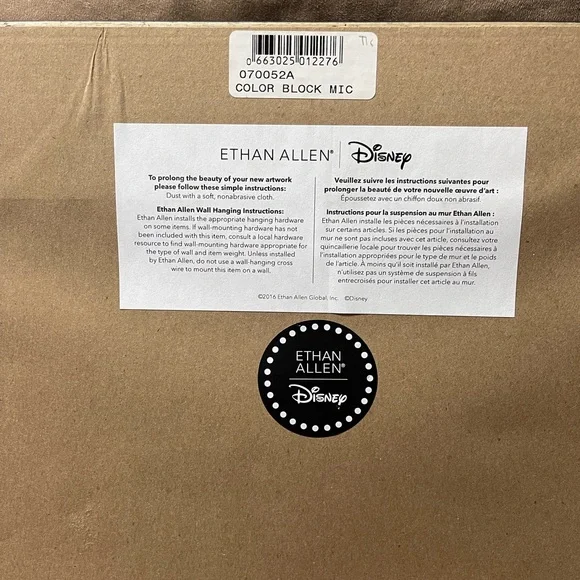 0 663025 012276
070052A
COLOR BLOCK MIC
ETHAN ALLEN® | Disney
To prolong the beauty of your new artwork
please follow these simple instructions:
Dust with a soft, nonabrasive cloth.
Ethan Allen Wall Hanging Instructions:
Ethan Allen installs the appropriate hanging hardware
on some items. If wall-mounting hardware has not
been included with this item, consult a local hardware
resource to find wall-mounting hardware appropriate for
the type of wall and item weight. Unless installed
by Ethan Allen, do not use a wall-hanging cross
wire to mount this item on a wall.
Veuillez suivre les instructions suivantes pour
prolonger la beauté de votre nouvelle œuvre d'art :
Époussetez avec un chiffon doux non abrasif.
Instructions pour la suspension au mur Ethan Allen :
Ethan Allen installe les pièces nécessaires à l'installation
sur certains articles. Si les pièces pour l'installation au
mur ne sont pas incluses avec cet article, consultez votre
quincaillerie locale pour trouver les pièces nécessaires à
l'installation appropriées pour le type de mur et le poids
de l'article. À moins qu'il soit installé par Ethan Allen,
n'utilisez pas un système de suspension à fils
entrecroisés pour installer cet article au mur.
©2016 Ethan Allen Global, Inc. ©Disney
ETHAN
ALLEN®
Disney